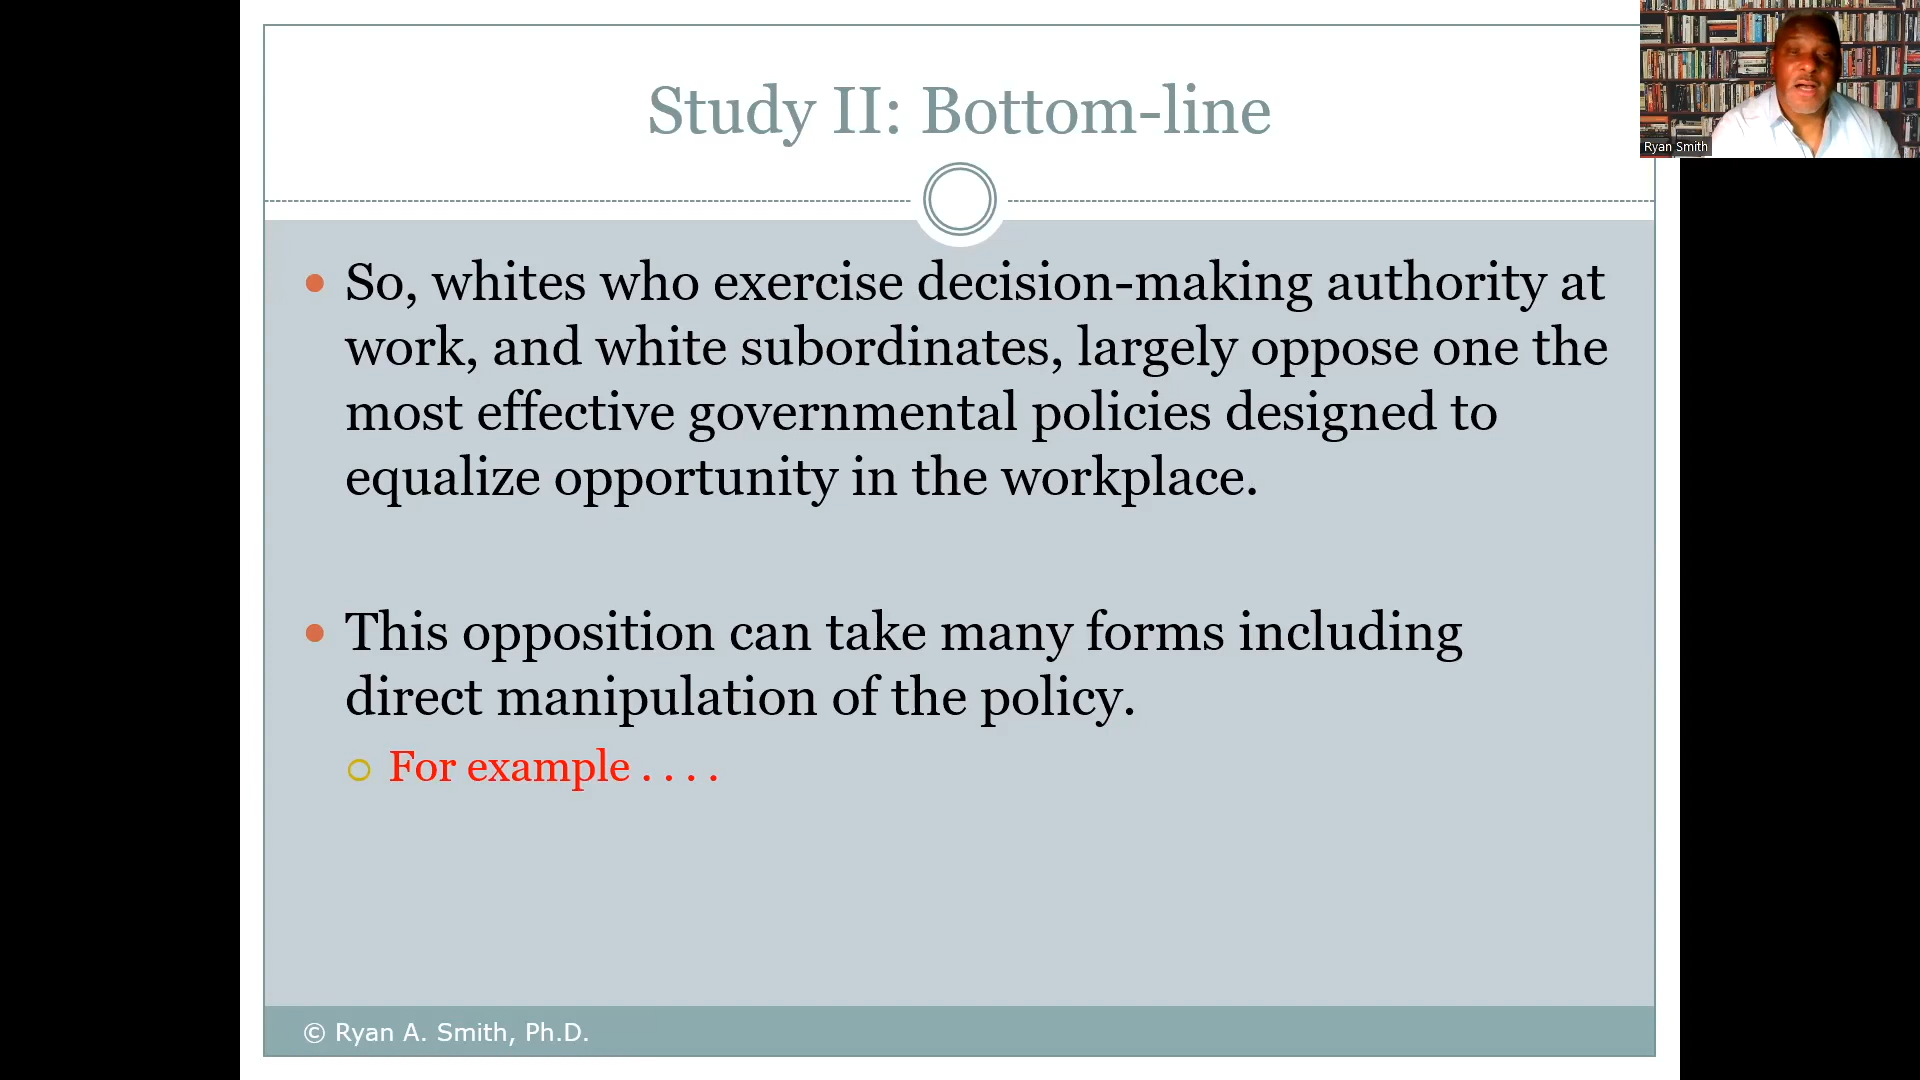 Study II: Bottom-line
Ryan Smith
So, whites who exercise decision-making authority at
work, and white subordinates, largely oppose one the
most effective governmental policies designed to
equalize opportunity in the workplace.
This opposition can take many forms including
direct manipulation of the policy.
For example . . . .
© Ryan A. Smith, Ph.D.